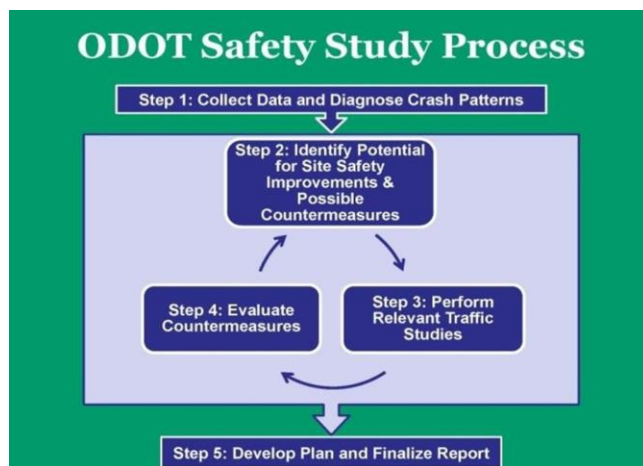 ODOT Safety Study Process
Step 1: Collect Data and Diagnose Crash Patterns
Step 2: Identify Potential
for Site Safety
Improvements &
Possible
Countermeasures
Step 4: Evaluate
Countermeasures
Step 3: Perform
Relevant Traffic
Studies
Step 5: Develop Plan and Finalize Report